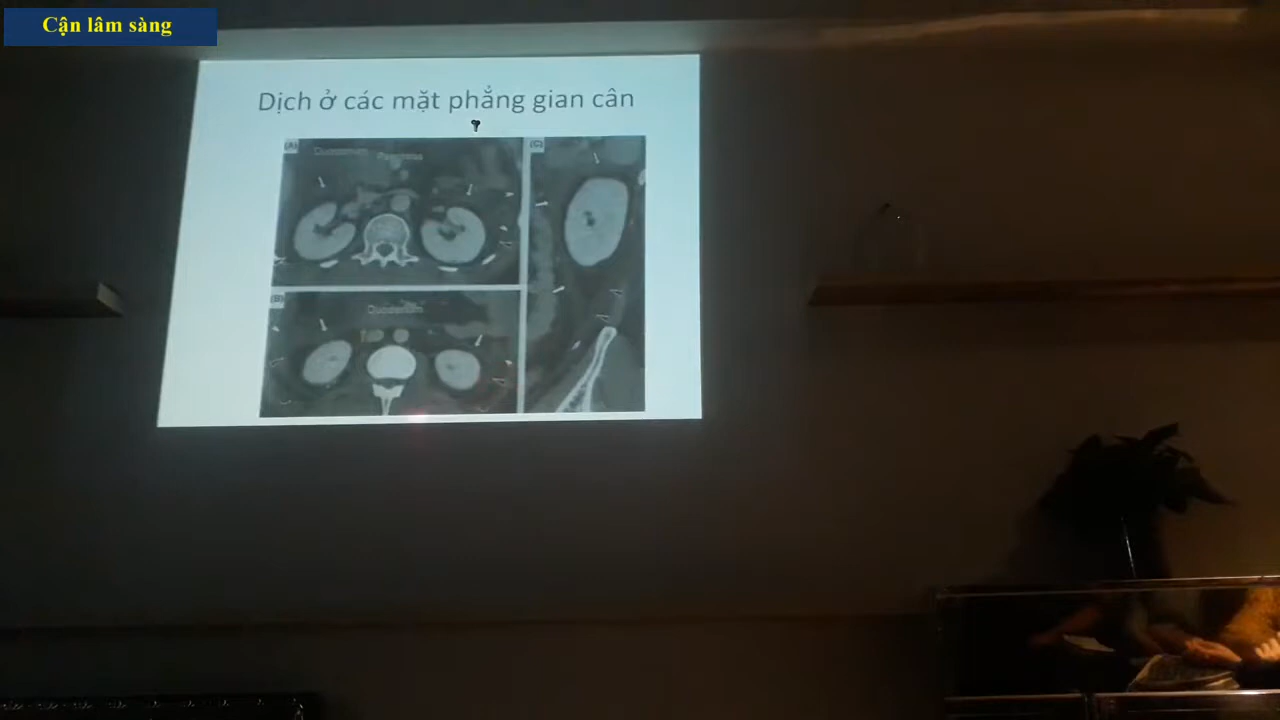 Cận lâm sàng
Dịch ở các mặt phẳng gian cân
(A)
Duodenum
Pancreas
(C)
(B)
Duodenum